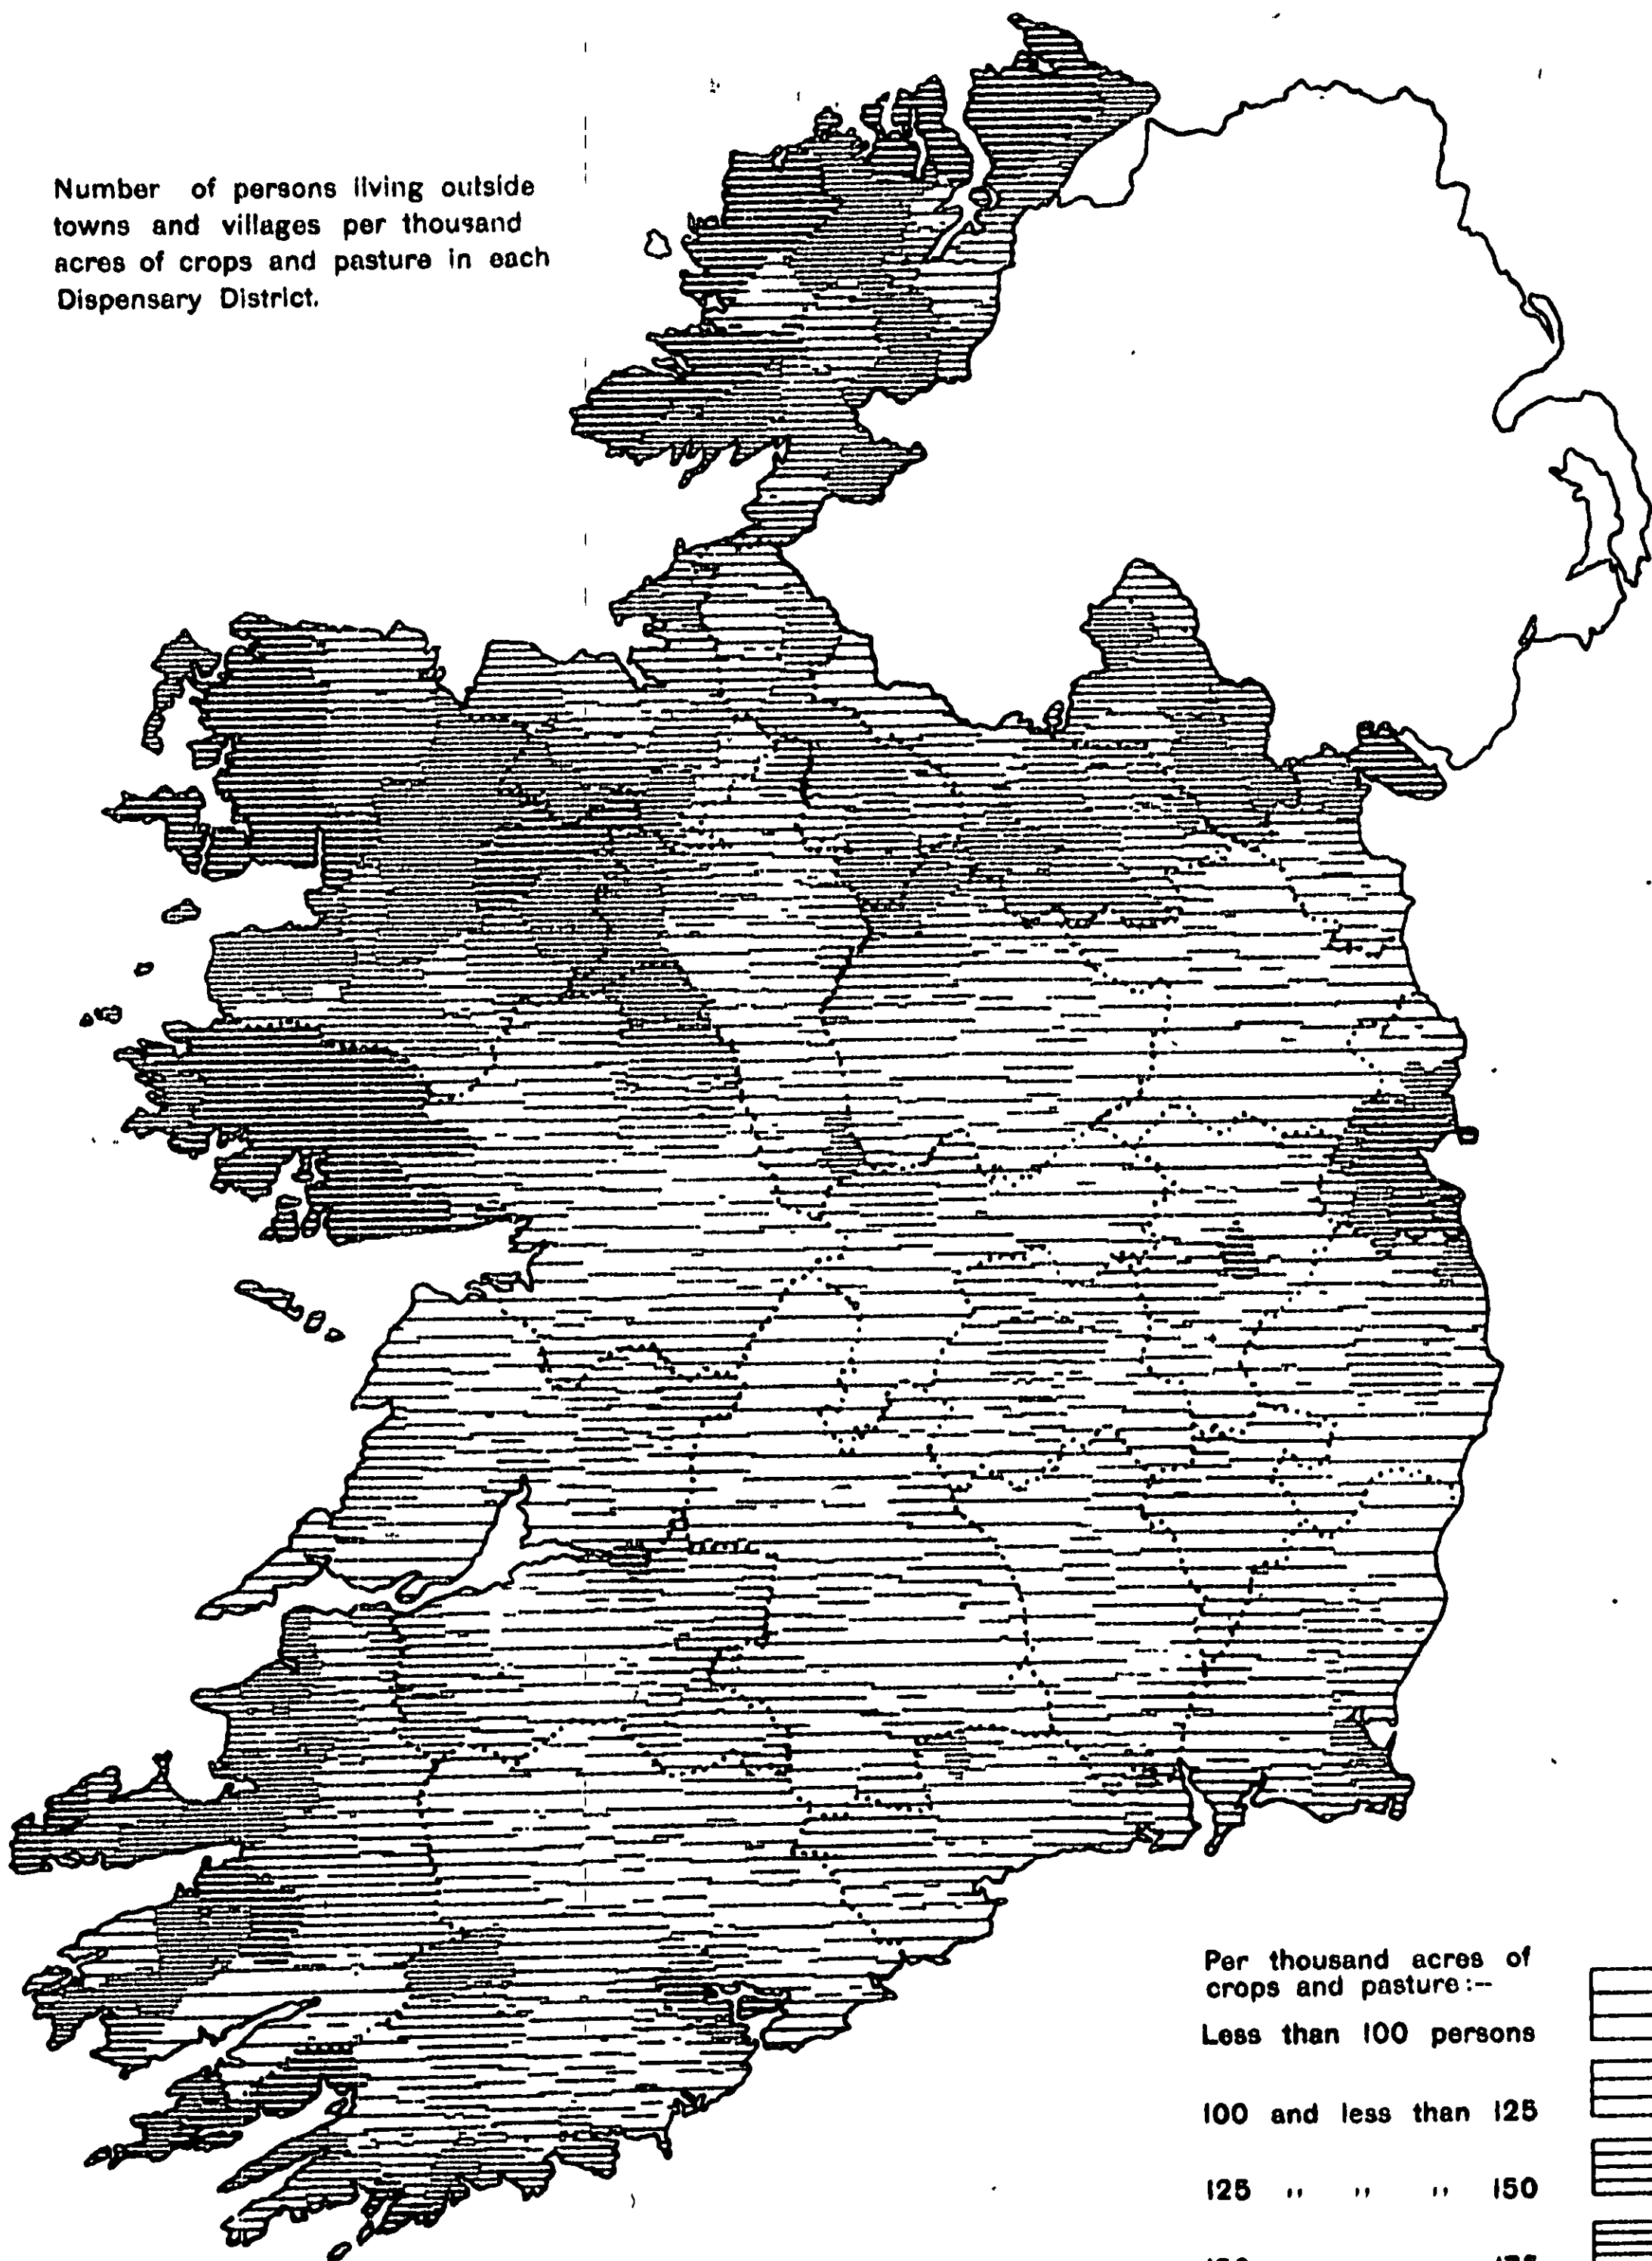 Number of persons living outside
towns and villages per thousand
acres of crops and pasture in each
Dispensary District.
Per thousand acres of
crops and pasture:--
Less than 100 persons
100 and less than 125
125 " " " 150